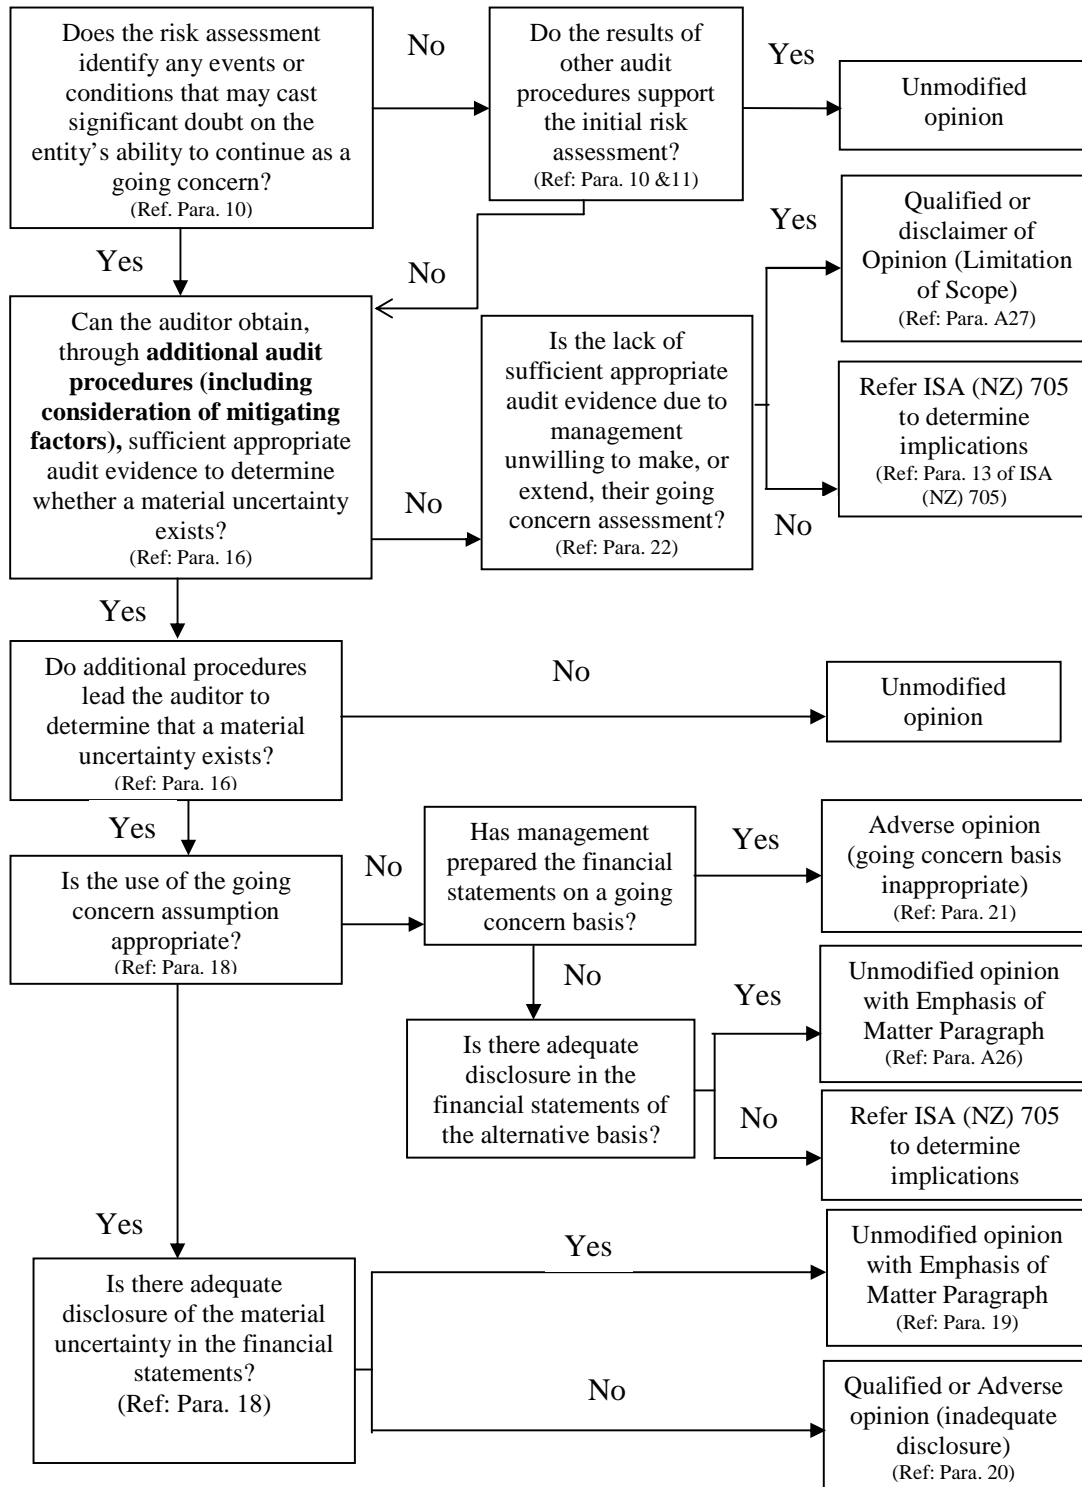 Does the risk assessment
identify any events or
conditions that may cast
significant doubt on the
entity's ability to continue as a
going concern?
(Ref. Para. 10)
No
Do the results of
other audit
procedures support
the initial risk
assessment?
(Ref: Para. 10 &11)
Yes
Unmodified
opinion
Yes
No
Can the auditor obtain,
through additional audit
procedures (including
consideration of mitigating
factors), sufficient appropriate
audit evidence to determine
whether a material uncertainty
exists?
(Ref: Para. 16)
No
Is the lack of
sufficient appropriate
audit evidence due to
management
unwilling to make, or
extend, their going
concern assessment?
(Ref: Para. 22)
Yes
Qualified or
disclaimer of
Opinion (Limitation
of Scope)
(Ref: Para. A27)
No
Refer ISA (NZ) 705
to determine
implications
(Ref: Para. 13 of ISA
(NZ) 705)
Yes
Do additional procedures
lead the auditor to
determine that a material
uncertainty exists?
(Ref: Para. 16)
No
Unmodified
opinion
Yes
Is the use of the going
concern assumption
appropriate?
(Ref: Para. 18)
No
Has management
prepared the financial
statements on a going
concern basis?
Yes
Adverse opinion
(going concern basis
inappropriate)
(Ref: Para. 21)
No
Is there adequate
disclosure in the
financial statements of
the alternative basis?
Yes
Unmodified opinion
with Emphasis of
Matter Paragraph
(Ref: Para. A26)
No
Refer ISA (NZ) 705
to determine
implications
Yes
Is there adequate
disclosure of the material
uncertainty in the financial
statements?
(Ref: Para. 18)
Yes
Unmodified opinion
with Emphasis of
Matter Paragraph
(Ref: Para. 19)
No
Qualified or Adverse
opinion (inadequate
disclosure)
(Ref: Para. 20)